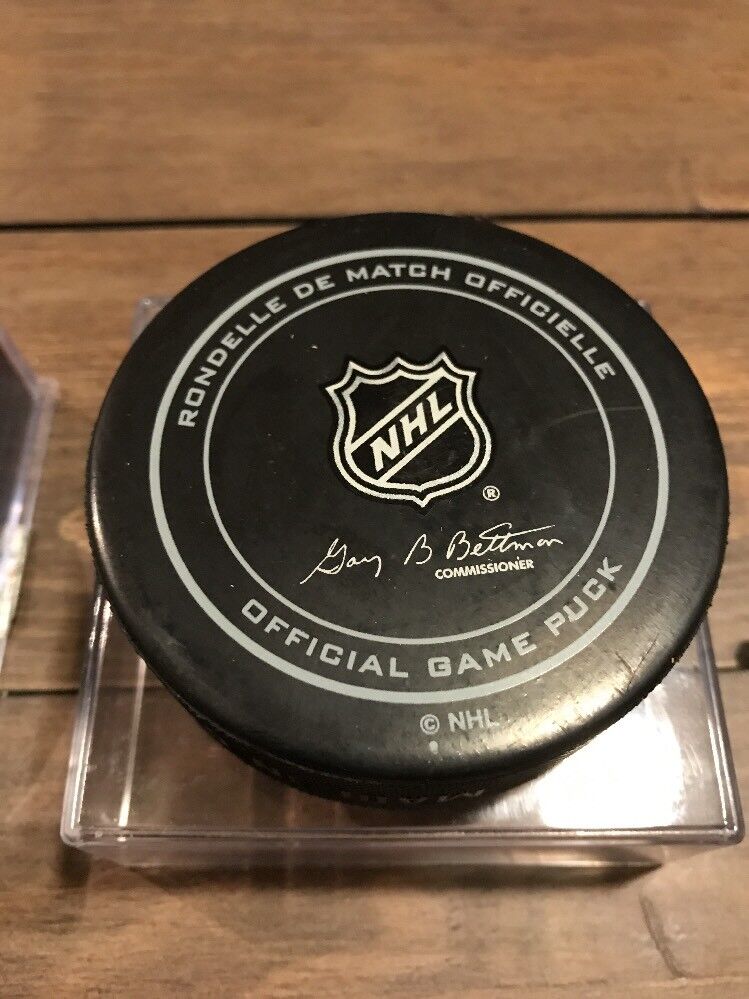 RONDELLE DE MATCH OFFICIELLE
NHL
®
Gary B Bettman
COMMISSIONER
OFFICIAL GAME PUCK
© NHL